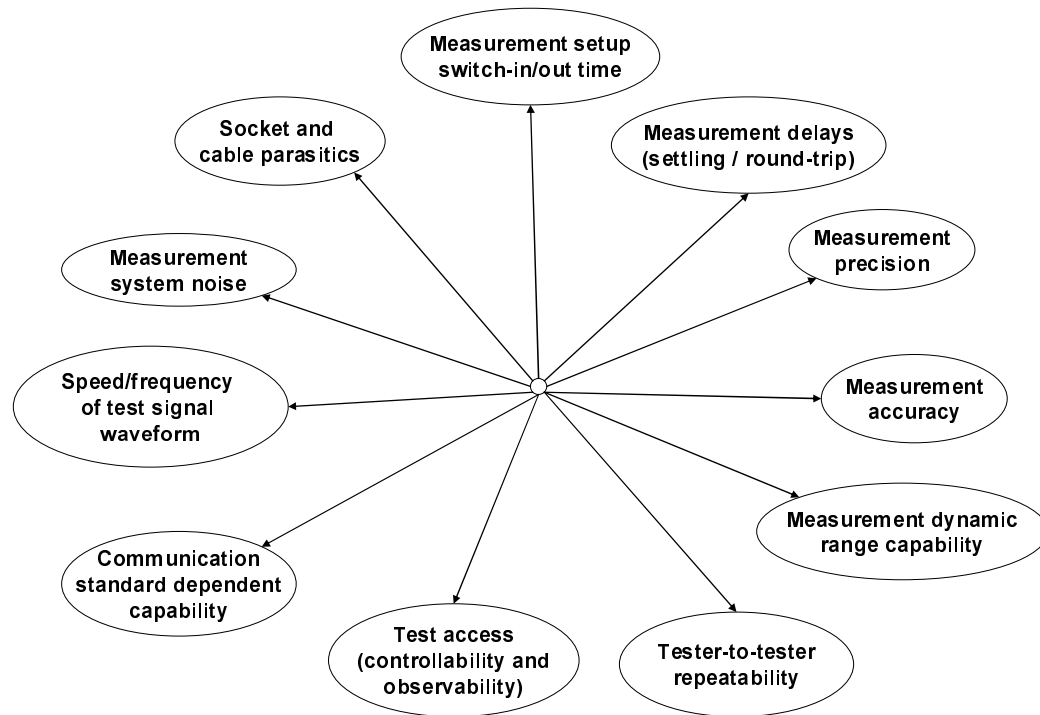 Measurement setup
switch-in/out time
Socket and
cable parasitics
Measurement delays
(settling / round-trip)
Measurement
system noise
Measurement
precision
Speed/frequency
of test signal
waveform
Measurement
accuracy
Communication
standard dependent
capability
Measurement dynamic
range capability
Test access
(controllability and
observability)
Tester-to-tester
repeatability